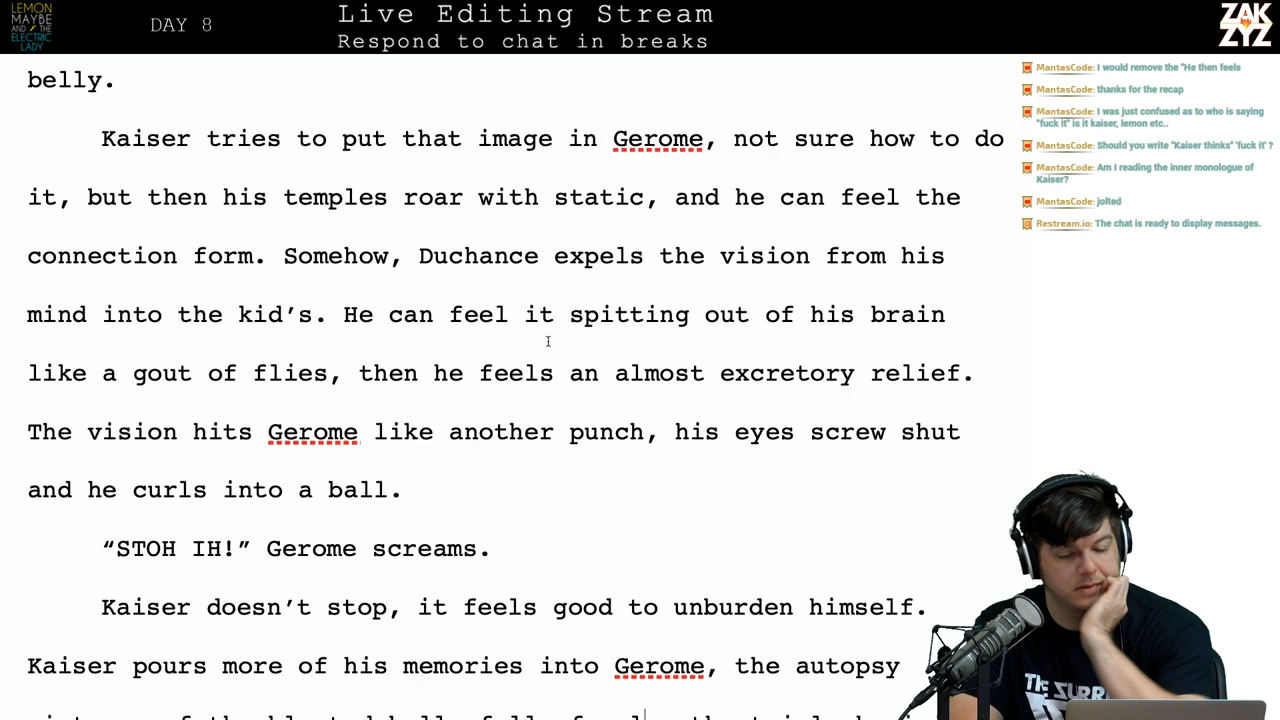 LEMON
MAYBE
AND THE
ELECTRIC
LADY
DAY 8
Live Editing Stream
Respond to chat in breaks
ZAK
ZYZ
belly.
Kaiser tries to put that image in Gerome, not sure how to do
it, but then his temples roar with static, and he can feel the
connection form. Somehow, Duchance expels the vision from his
mind into the kid’s. He can feel it spitting out of his brain
like a gout of flies, then he feels an almost excretory relief.
The vision hits Gerome like another punch, his eyes screw shut
and he curls into a ball.
“STOH IH!” Gerome screams.
Kaiser doesn’t stop, it feels good to unburden himself.
Kaiser pours more of his memories into Gerome, the autopsy
MantasCode: I would remove the "He then feels
MantasCode: thanks for the recap
MantasCode: I was just confused as to who is saying
"fuck it" is it kaiser, lemon etc..
MantasCode: Should you write "Kaiser thinks" 'fuck it' ?
MantasCode: Am I reading the inner monologue of
Kaiser?
MantasCode: jolted
Restream.io: The chat is ready to display messages.
THE SURR